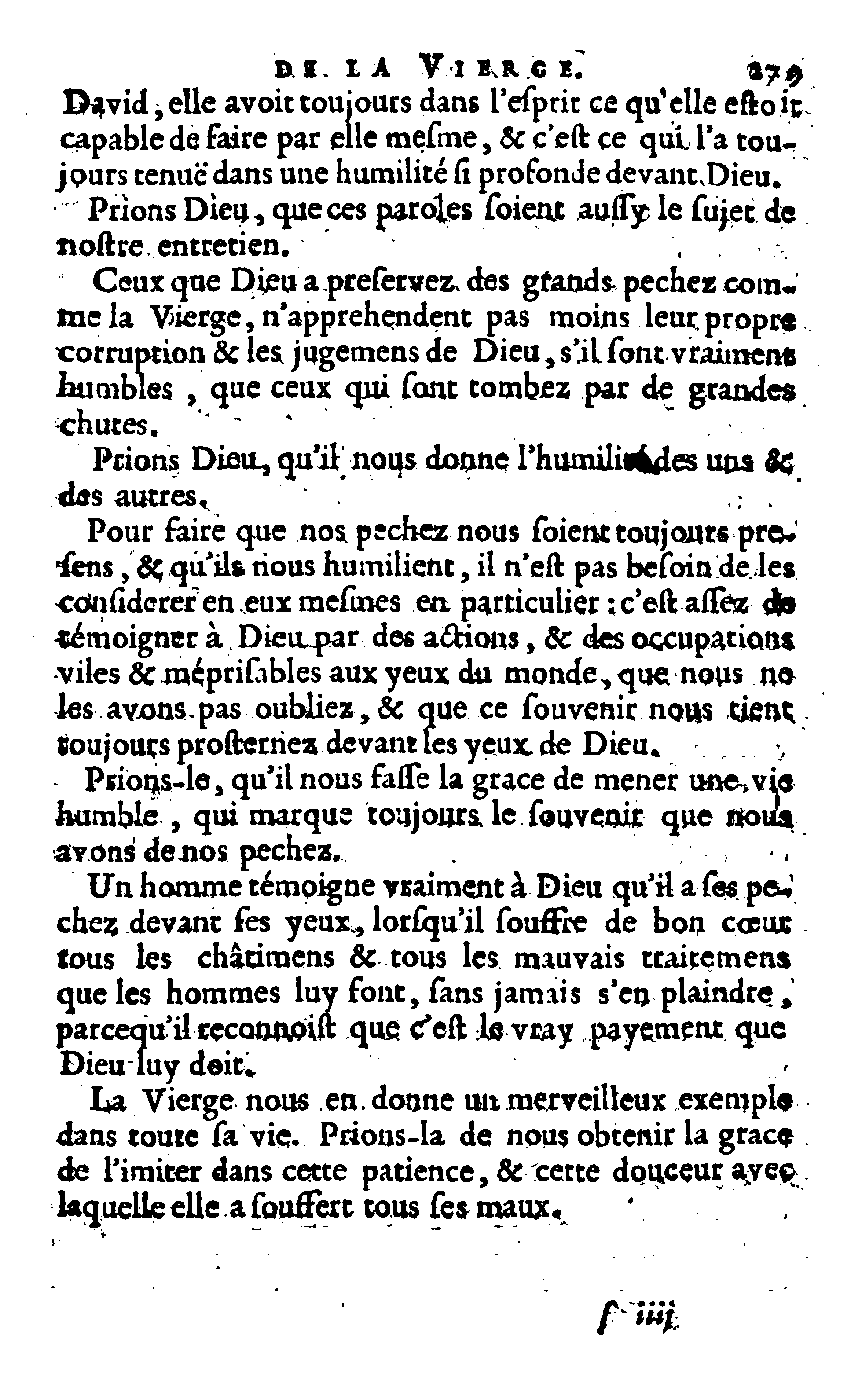 DE LA VIERGE. 279
David, elle avoit toujours dans l'eſprit ce qu'elle eſtoit
capable de faire par elle meſme, & c'eſt ce qui l'a tou-
jours tenuë dans une humilité ſi profonde devant Dieu.
Prions Dieu, que ces paroles ſoient auſſy le ſujet de
noſtre entretien.
Ceux que Dieu a preſervez des grands pechez com-
me la Vierge, n'apprehendent pas moins leur propre
corruption & les jugemens de Dieu, s'il ſont vraiment
humbles, que ceux qui ſont tombez par de grandes
chutes.
Prions Dieu, qu'il nous donne l'humilité des uns &
des autres.
Pour faire que nos pechez nous ſoient toujours pre-
ſens, & qu'ils nous humilient, il n'eſt pas beſoin de les
conſiderer en eux meſmes en particulier : c'eſt aſſez de
témoigner à Dieu par des actions, & des occupations
viles & mépriſables aux yeux du monde, que nous ne
les avons pas oubliez, & que ce ſouvenir nous tient
toujours proſternez devant les yeux de Dieu.
Prions-le, qu'il nous faſſe la grace de mener une vie
humble, qui marque toujours le ſouvenir que nous
avons de nos pechez.
Un homme témoigne vraiment à Dieu qu'il a ſes pe-
chez devant ſes yeux, lorſqu'il ſouffre de bon cœur
tous les châtimens & tous les mauvais traitemens
que les hommes luy font, ſans jamais s'en plaindre,
parcequ'il reconnoiſt que c'eſt le vray payement que
Dieu luy doit.
La Vierge nous en donne un merveilleux exemple
dans toute ſa vie. Prions-la de nous obtenir la grace
de l'imiter dans cette patience, & cette douceur avec
laquelle elle a ſouffert tous ſes maux.
ſ iiij